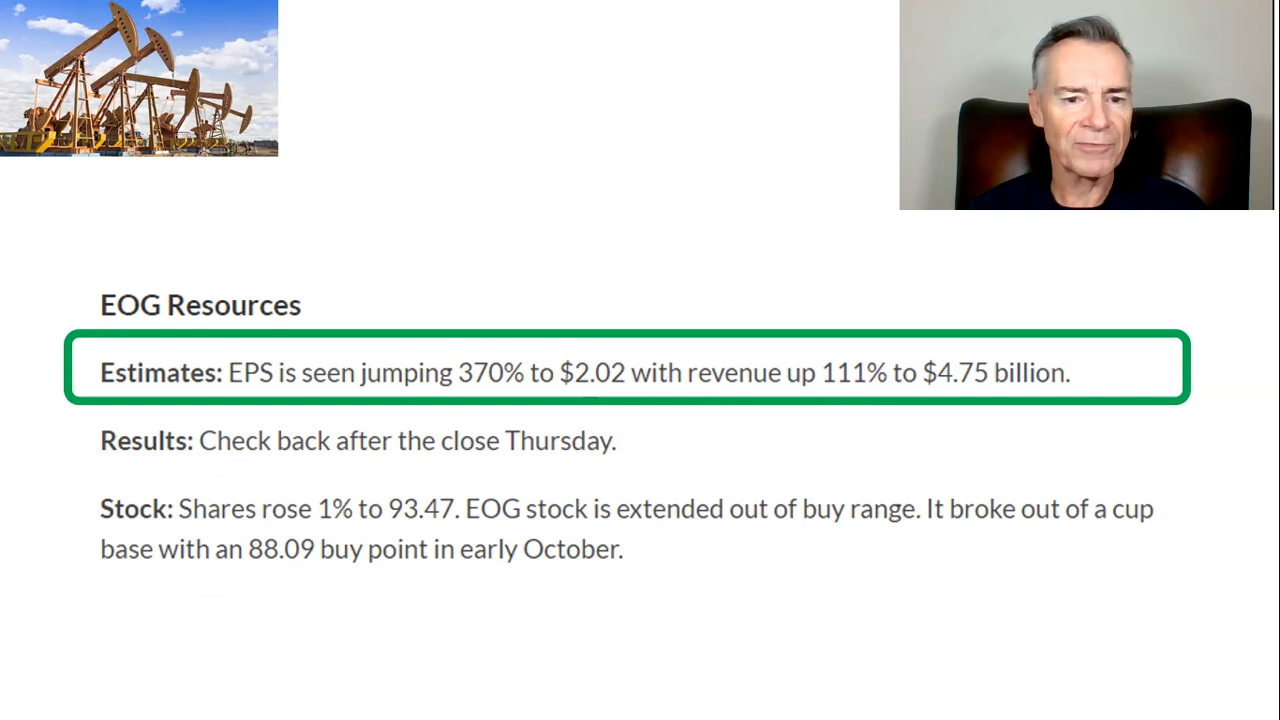 EOG Resources
Estimates: EPS is seen jumping 370% to $2.02 with revenue up 111% to $4.75 billion.
Results: Check back after the close Thursday.
Stock: Shares rose 1% to 93.47. EOG stock is extended out of buy range. It broke out of a cup
base with an 88.09 buy point in early October.